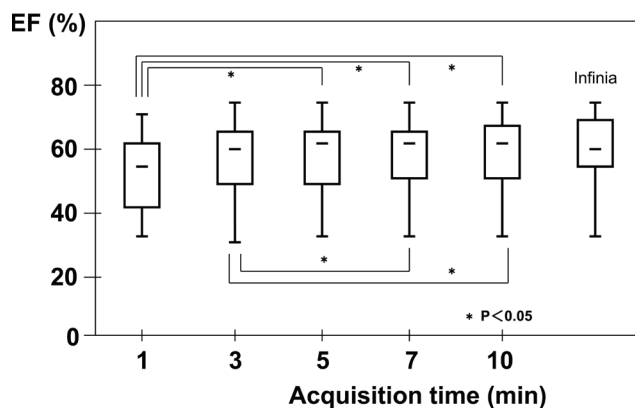 EF (%)
80
60
40
20
0
*
*
*
Infinia
*
*
* P<0.05
1 3 5 7 10
Acquisition time (min)